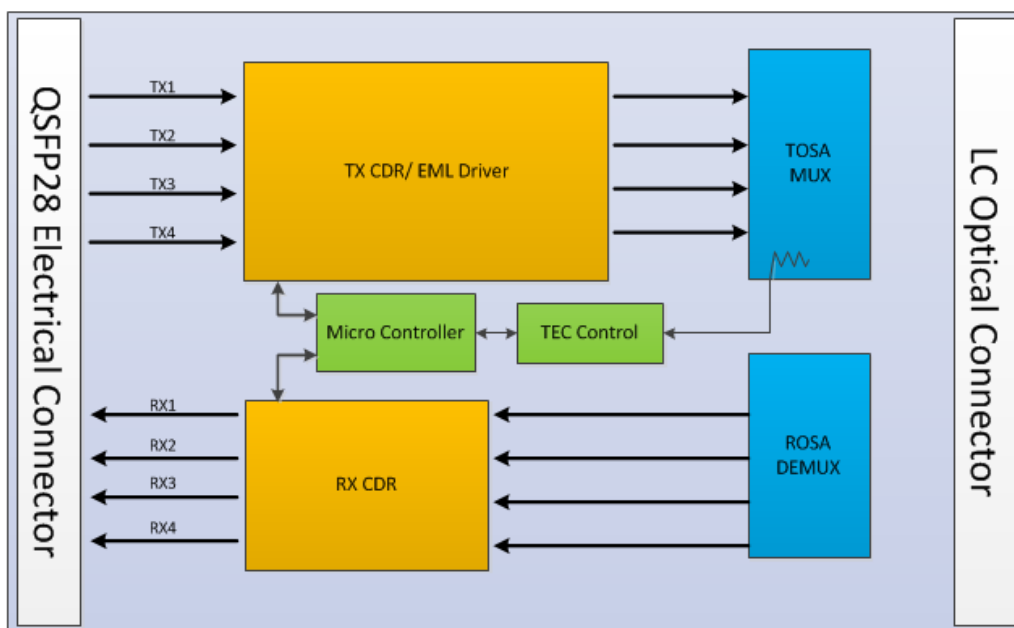 QSFP28 Electrical Connector
TX1
TX2
TX3
TX4
TX CDR/ EML Driver
TOSA
MUX
Micro Controller
TEC Control
RX1
RX2
RX3
RX4
RX CDR
ROSA
DEMUX
LC Optical Connector